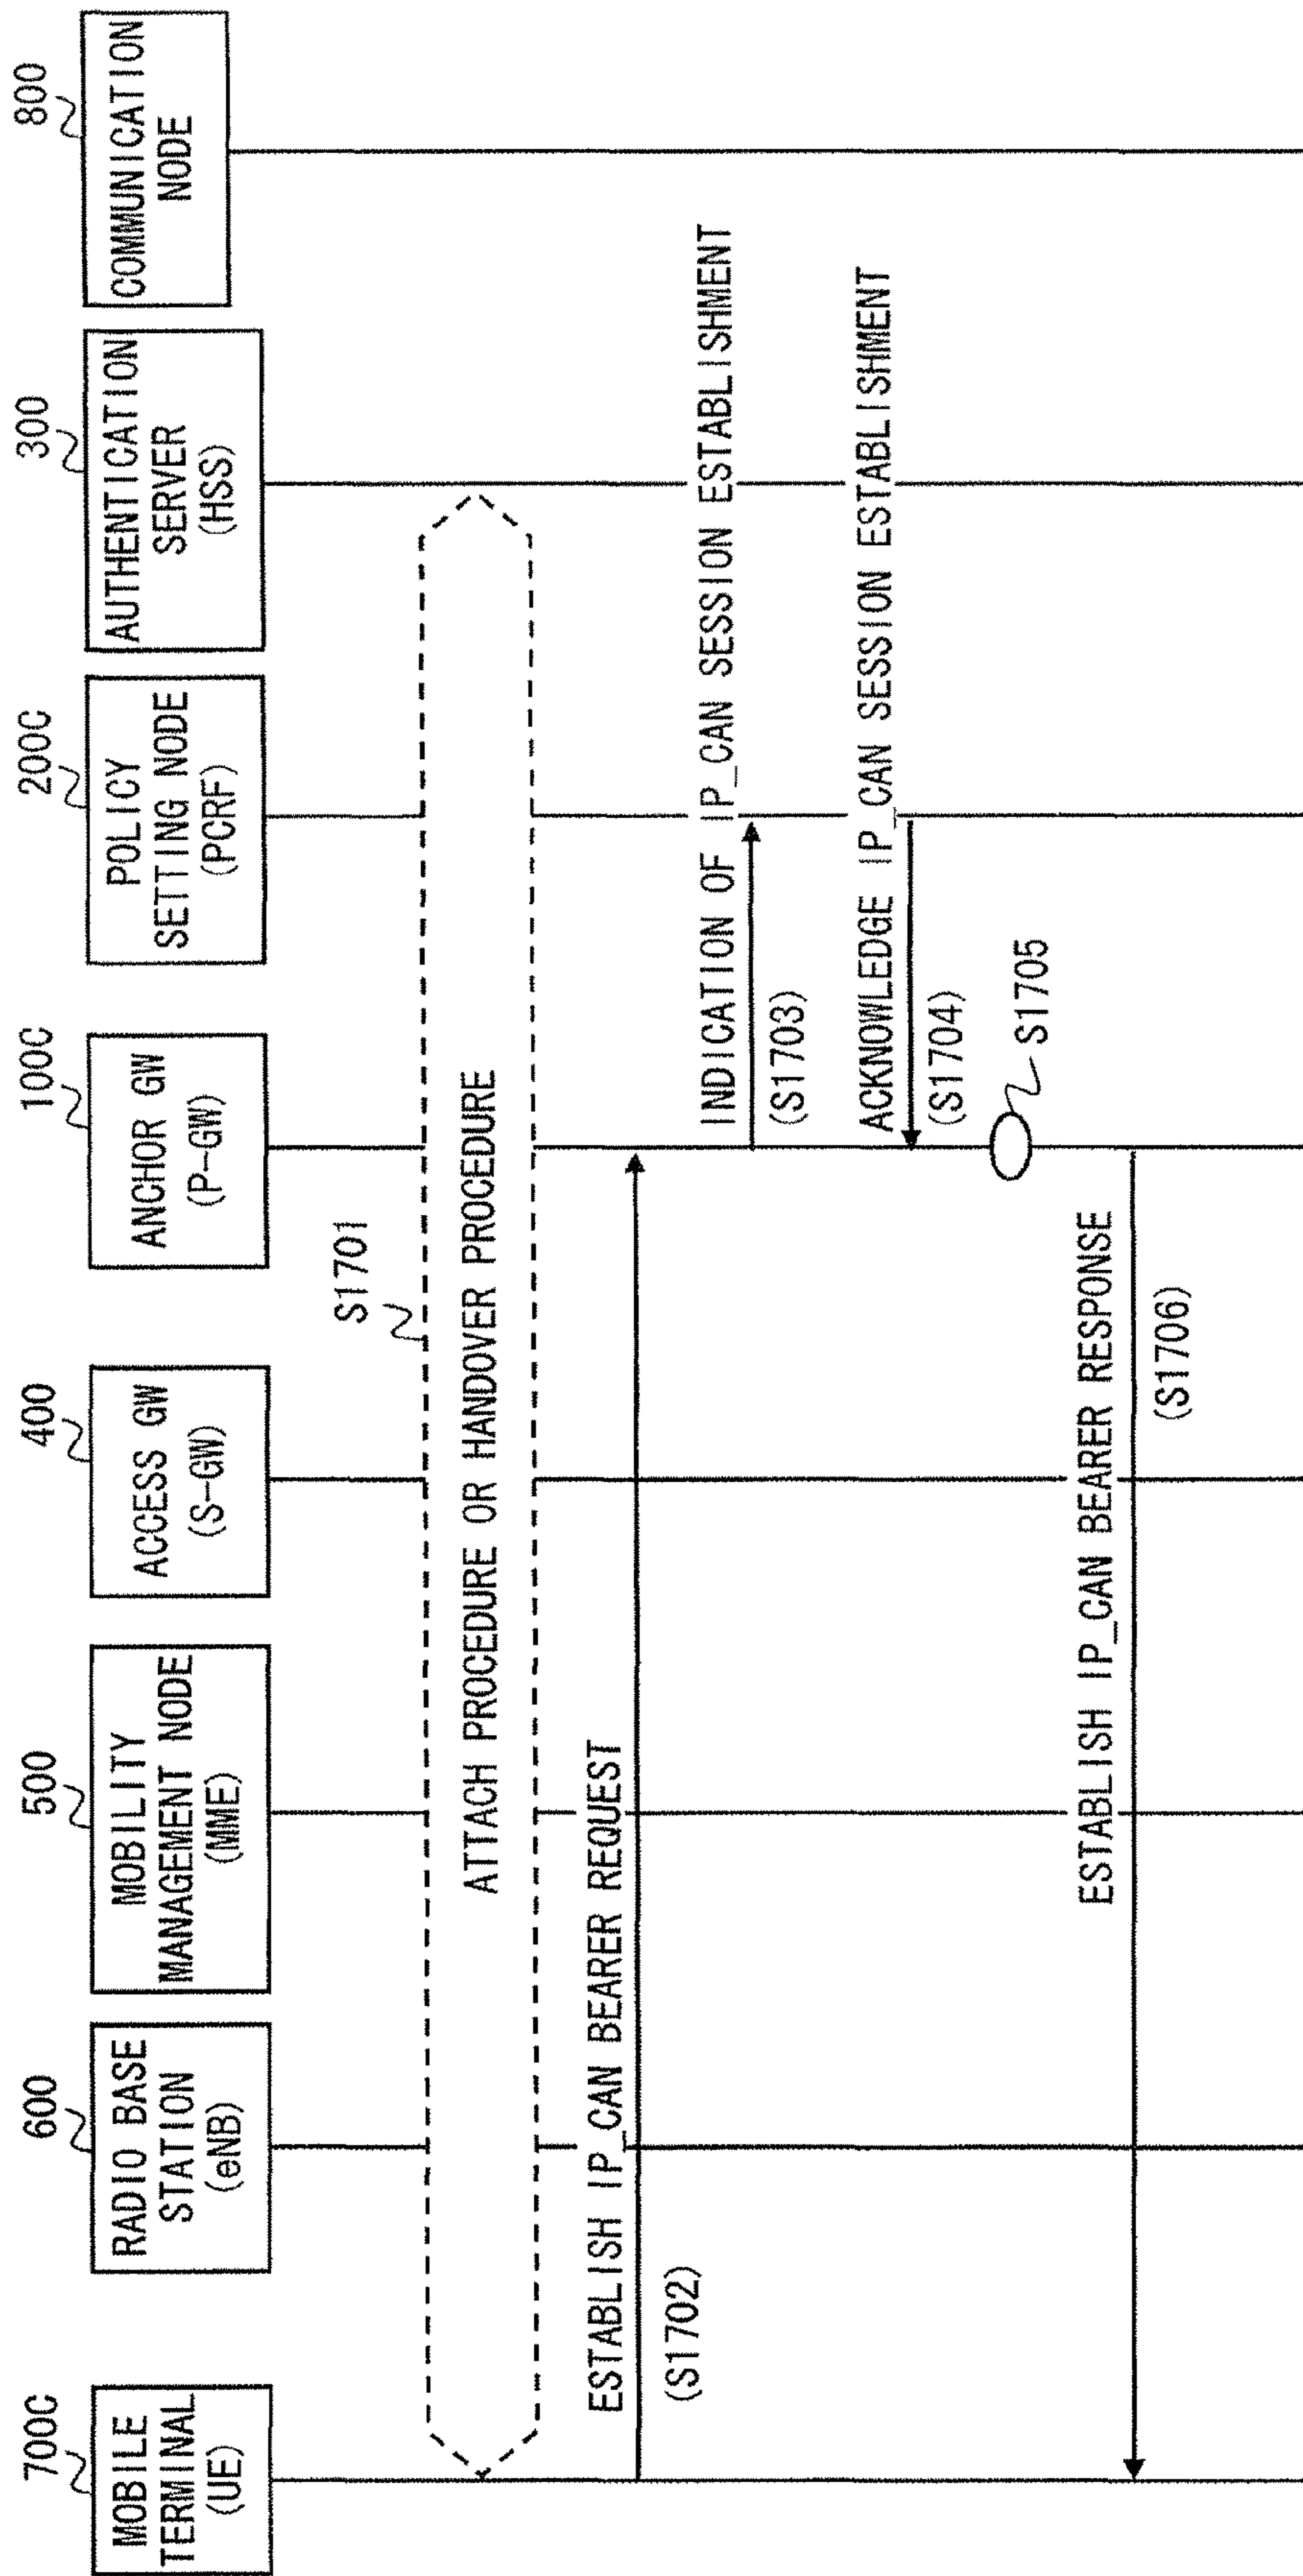 700C
MOBILE
TERMINAL
(UE)
600
RADIO BASE
STATION
(eNB)
500
MOBILITY
MANAGEMENT NODE
(MME)
400
ACCESS GW
(S-GW)
100C
ANCHOR GW
(P-GW)
200C
POLICY
SETTING NODE
(PCRF)
300
AUTHENTICATION
SERVER
(HSS)
800
COMMUNICATION
NODE
S1701
ATTACH PROCEDURE OR HANDOVER PROCEDURE
ESTABLISH IP_CAN BEARER REQUEST
(S1702)
INDICATION OF IP_CAN SESSION ESTABLISHMENT
(S1703)
ACKNOWLEDGE IP_CAN SESSION ESTABLISHMENT
(S1704)
S1705
ESTABLISH IP_CAN BEARER RESPONSE
(S1706)